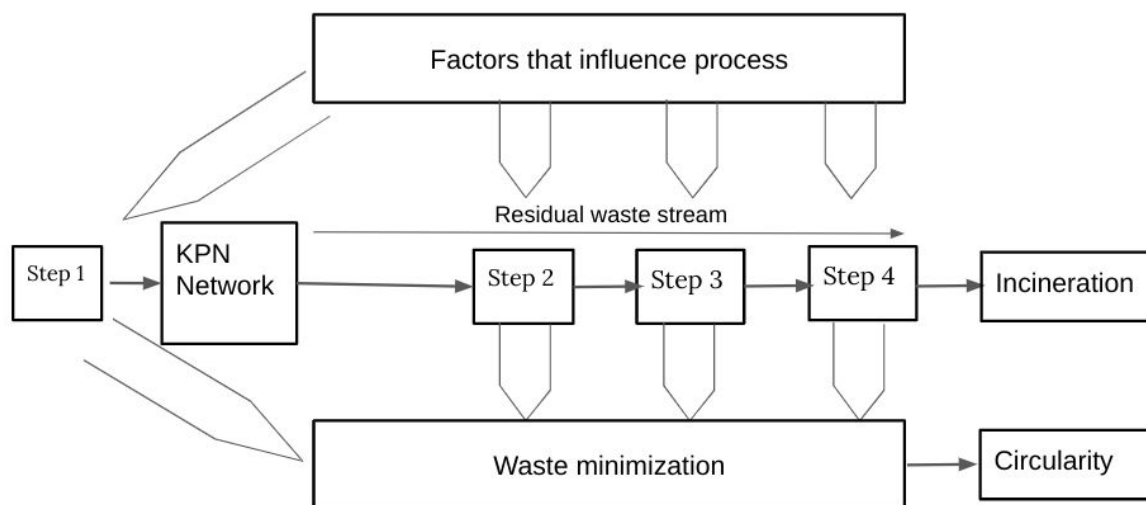 Factors that influence process
Residual waste stream
Step 1
KPN
Network
Step 2
Step 3
Step 4
Incineration
Waste minimization
Circularity